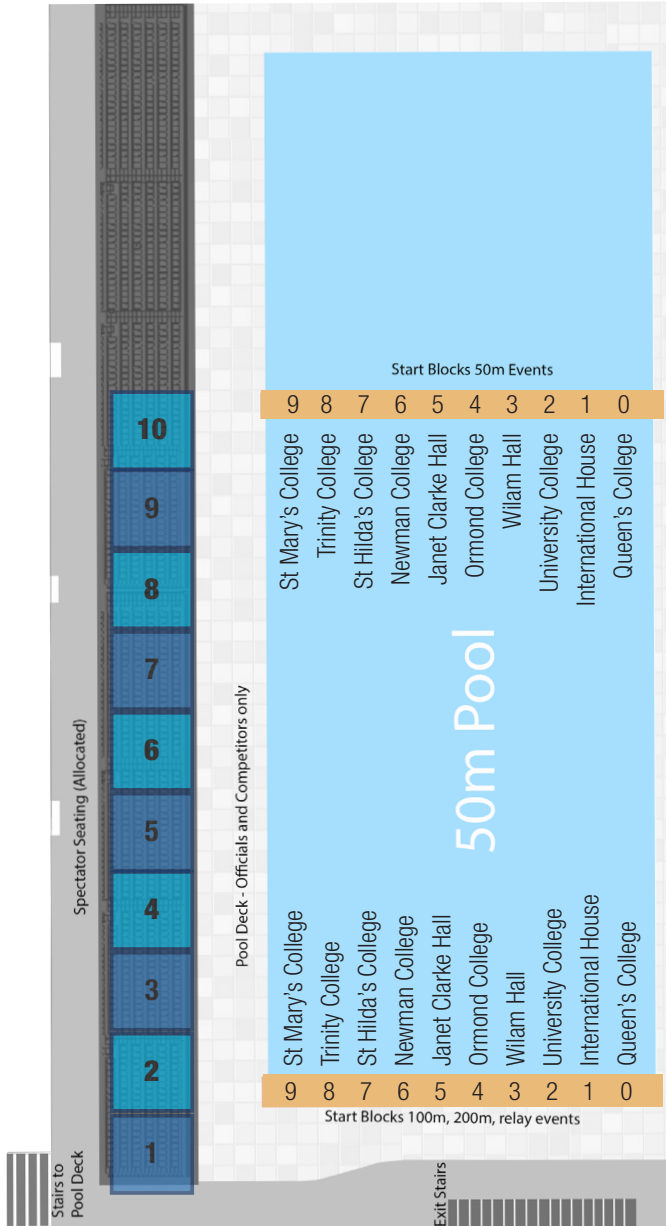 Start Blocks 50m Events
9 8 7 6 5 4 3 2 1 0
St Mary's College
Trinity College
St Hilda's College
Newman College
Janet Clarke Hall
Ormond College
Wilam Hall
University College
International House
Queen's College
10
9
8
7
6
5
4
3
2
1
Spectator Seating (Allocated)
Pool Deck - Officials and Competitors only
50m Pool
St Mary's College
Trinity College
St Hilda's College
Newman College
Janet Clarke Hall
Ormond College
Wilam Hall
University College
International House
Queen's College
9 8 7 6 5 4 3 2 1 0
Start Blocks 100m, 200m, relay events
Stairs to
Pool Deck
Exit Stairs